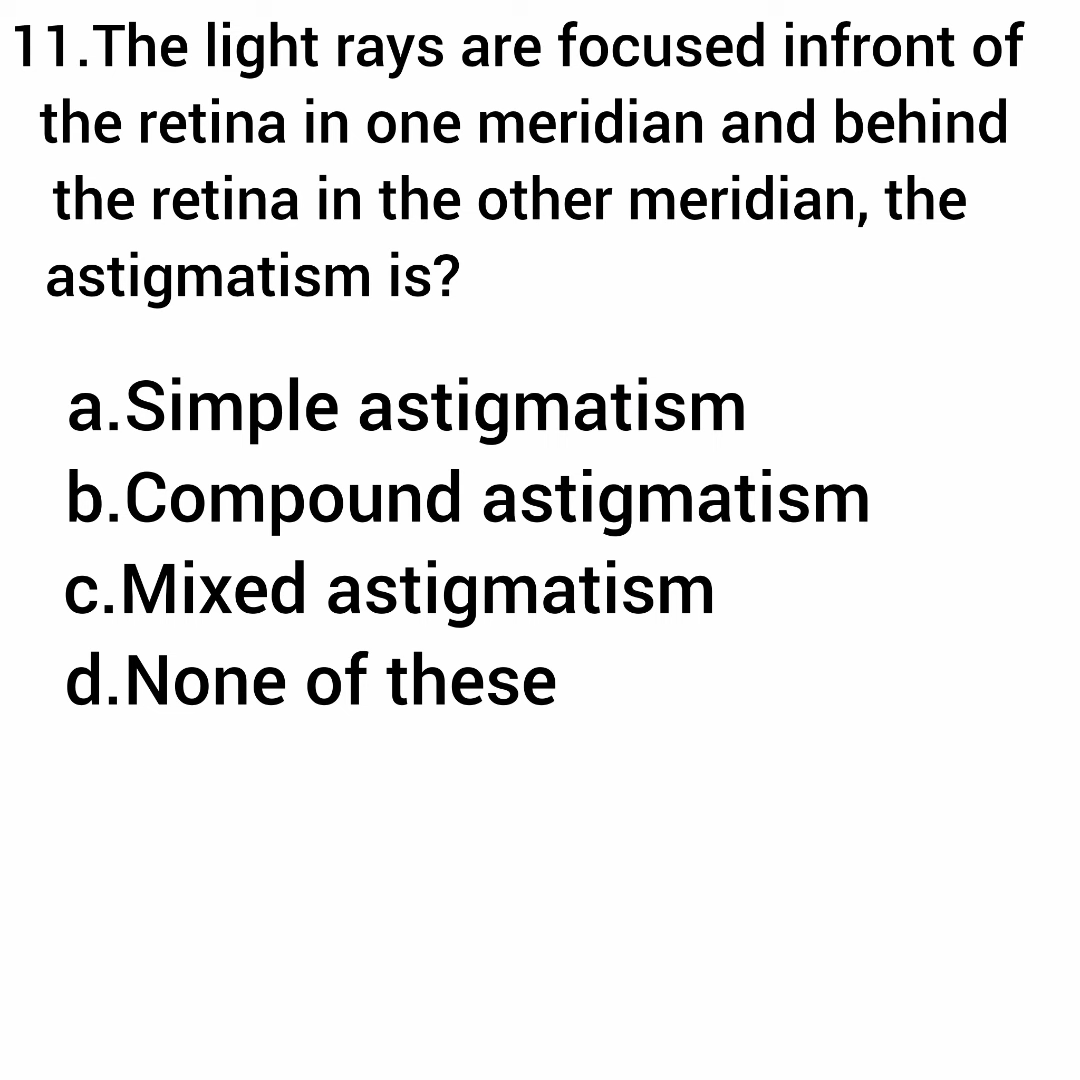 11.The light rays are focused infront of
the retina in one meridian and behind
the retina in the other meridian, the
astigmatism is?
a.Simple astigmatism
b.Compound astigmatism
c.Mixed astigmatism
d.None of these